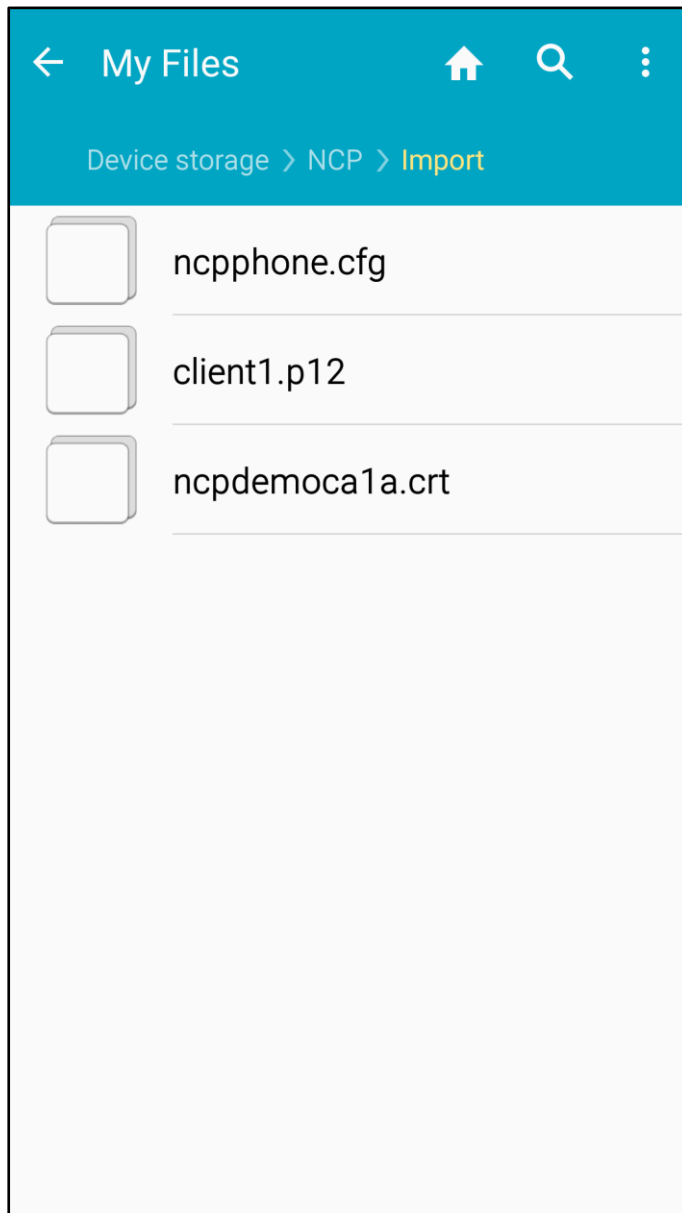 My Files
Device storage > NCP > Import
ncpphone.cfg
client1.p12
ncpdemoca1a.crt